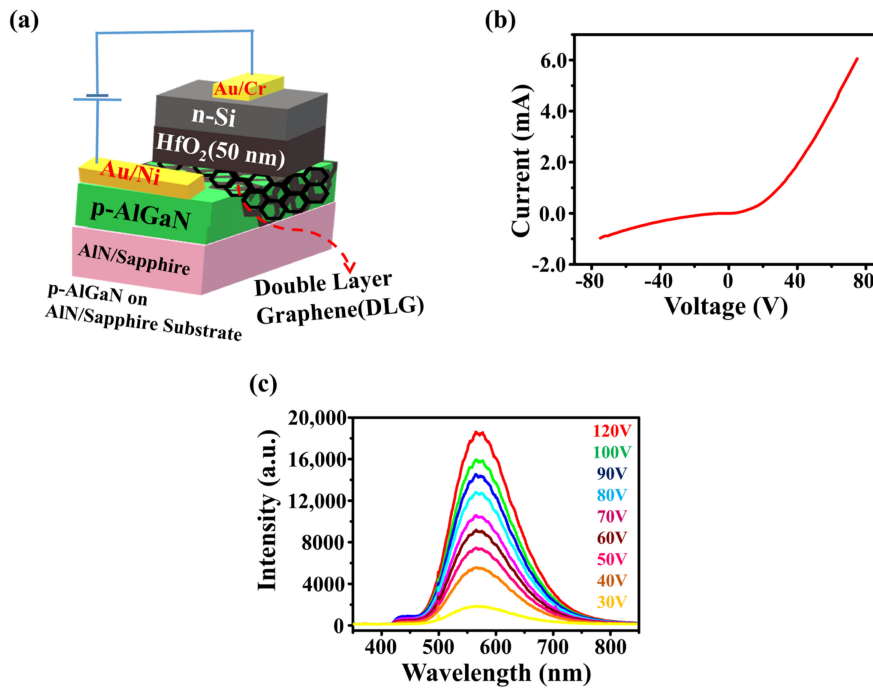 (a)
Au/Cr
n-Si
HfO₂(50 nm)
Au/Ni
p-AlGaN
AlN/Sapphire
p-AlGaN on
AlN/Sapphire Substrate
Double Layer
Graphene(DLG)
(b)
6.0
4.0
2.0
0.0
-2.0
Current (mA)
-80 -40 0 40 80
Voltage (V)
(c)
20,000
16,000
12,000
8000
4000
0
Intensity (a.u.)
120V
100V
90V
80V
70V
60V
50V
40V
30V
400 500 600 700 800
Wavelength (nm)